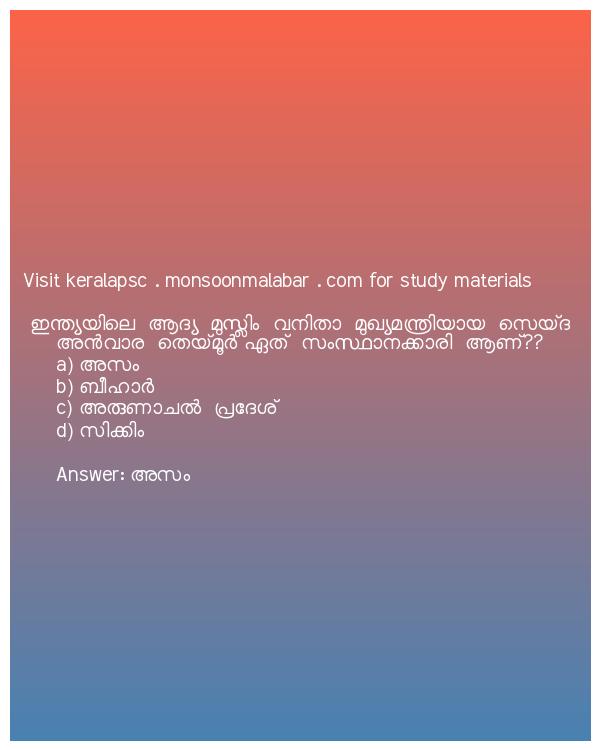 Visit keralapsc . monsoonmalabar . com for study materials
ഇന്ത്യയിലെ ആദ്യ മുസ്ലിം വനിതാ മുഖ്യമന്ത്രിയായ സെയ്ദ
അൻവാര തെയ്മൂർ ഏത് സംസ്ഥാനക്കാരി ആണ്??
a) അസം
b) ബീഹാർ
c) അരുണാചൽ പ്രദേശ്
d) സിക്കിം
Answer: അസം